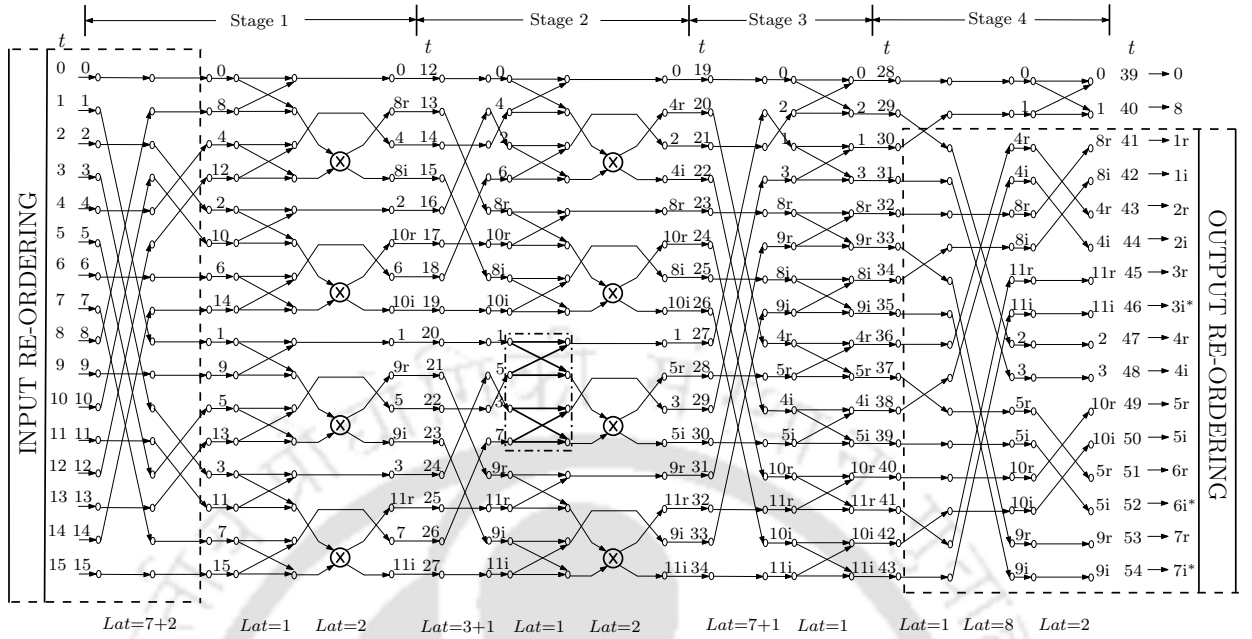 Stage 1 Stage 2 Stage 3 Stage 4
t t t t t
INPUT RE-ORDERING
0 0 0 0 12 0 0 19 0 0 28 0 0 39 → 0
1 1 8 8r 13 4 4r 20 2 2 29 1 1 40 → 8
2 2 4 X 4 14 2 X 2 21 1 1 30 4r 8r 41 → 1r
3 3 12 8i 15 6 4i 22 3 3 31 4i 8i 42 → 1i
4 4 2 2 16 8r 8r 23 8r 8r 32 8r 4r 43 → 2r
5 5 10 10r 17 10r 10r 24 9r 9r 33 8i 4i 44 → 2i
6 6 6 X 6 18 8i X 8i 25 8i 8i 34 11r 11r 45 → 3r
7 7 14 10i 19 10i 10i 26 9i 9i 35 11i 11i 46 → 3i*
8 8 1 1 20 1 1 27 4r 4r 36 2 2 47 → 4r
9 9 9 9r 21 5 5r 28 5r 5r 37 3 3 48 → 4i
10 10 5 X 5 22 3 X 3 29 4i 4i 38 5r 10r 49 → 5r
11 11 13 9i 23 7 5i 30 5i 5i 39 5i 10i 50 → 5i
12 12 3 3 24 9r 9r 31 10r 10r 40 10r 5r 51 → 6r
13 13 11 11r 25 11r 11r 32 11r 11r 41 10i 5i 52 → 6i*
14 14 7 X 7 26 9i X 9i 33 10i 10i 42 9r 9r 53 → 7r
15 15 15 11i 27 11i 11i 34 11i 11i 43 9i 9i 54 → 7i*
OUTPUT RE-ORDERING
Lat=7+2 Lat=1 Lat=2 Lat=3+1 Lat=1 Lat=2 Lat=7+1 Lat=1 Lat=1 Lat=8 Lat=2